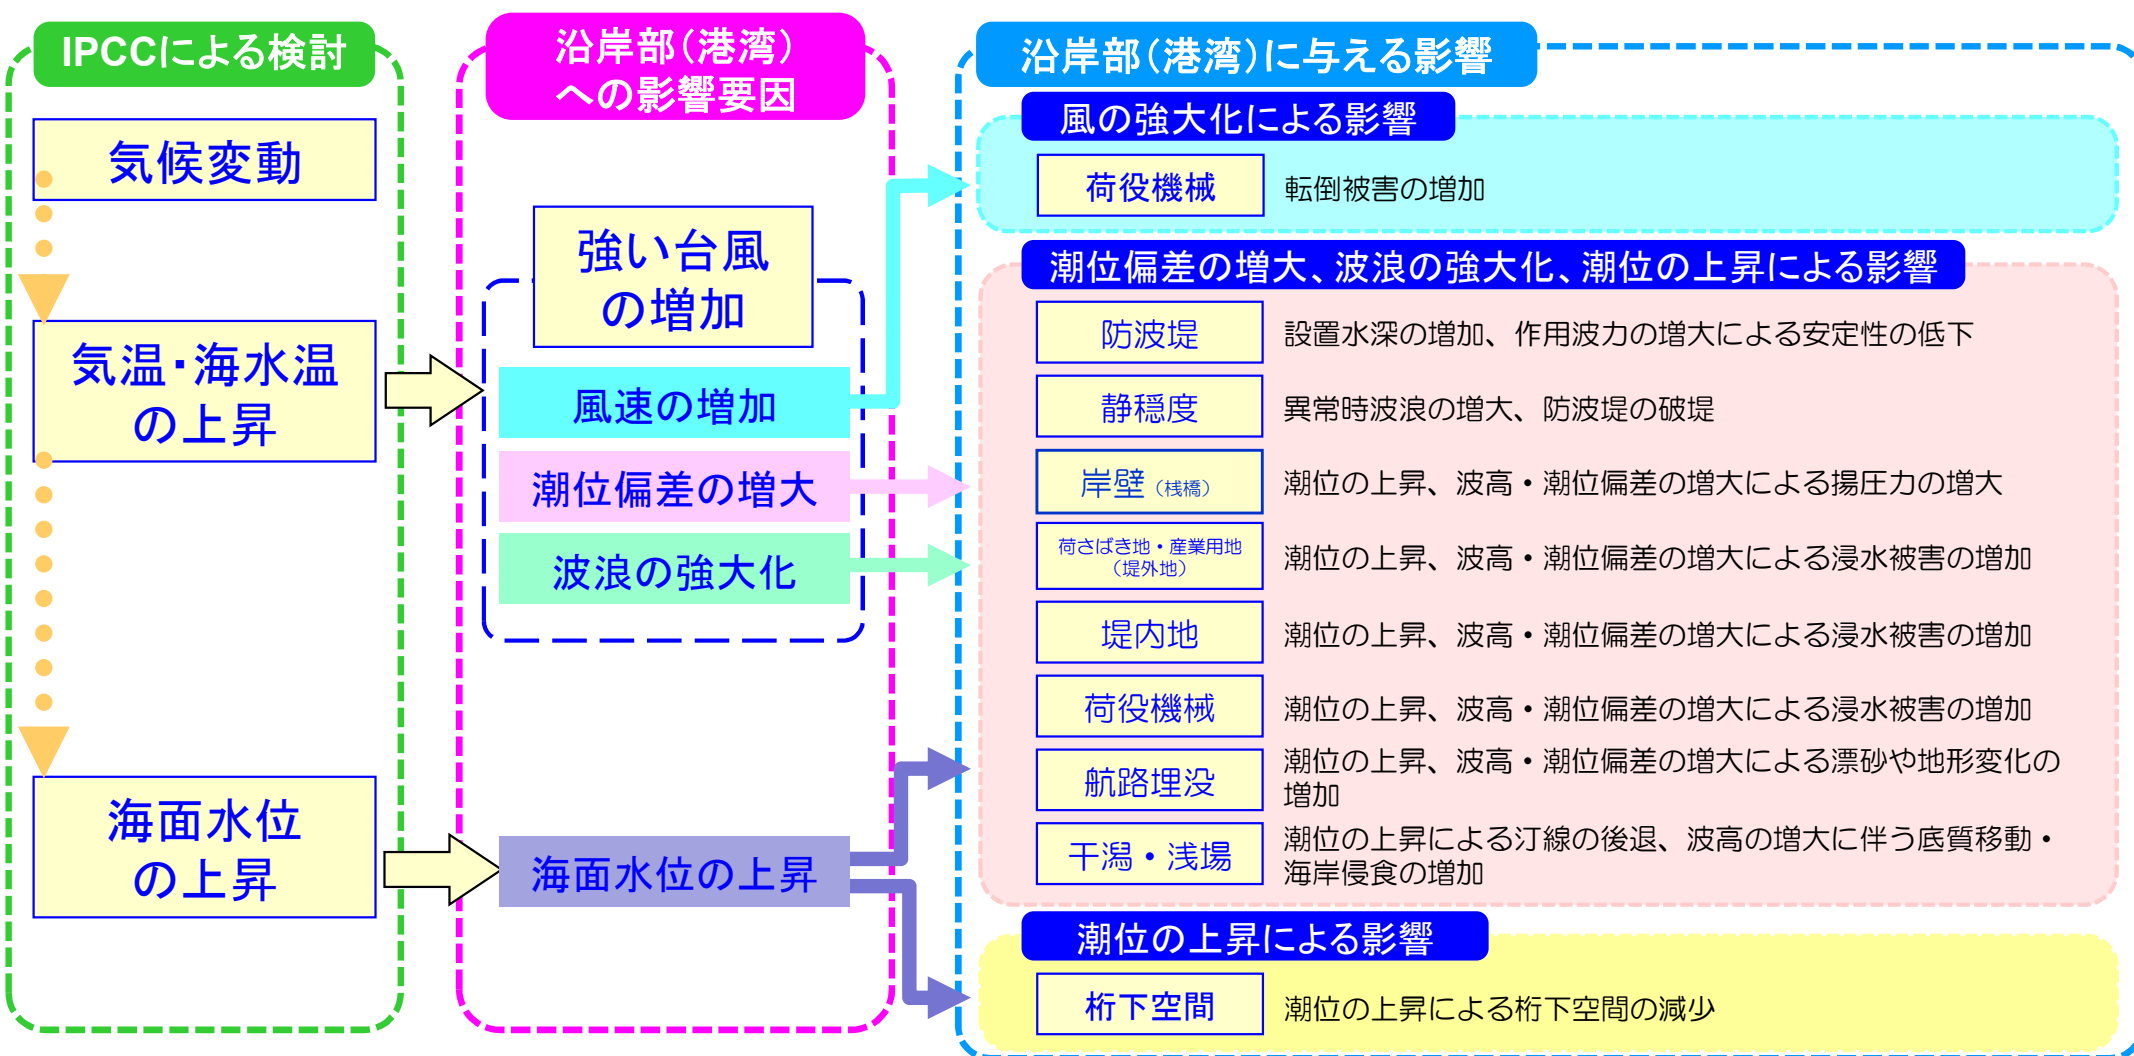 IPCCによる検討
気候変動
気温・海水温
の上昇
海面水位
の上昇
沿岸部（港湾）
への影響要因
強い台風
の増加
風速の増加
潮位偏差の増大
波浪の強大化
海面水位の上昇
沿岸部（港湾）に与える影響
風の強大化による影響
荷役機械 転倒被害の増加
潮位偏差の増大、波浪の強大化、潮位の上昇による影響
防波堤 設置水深の増加、作用波力の増大による安定性の低下
静穏度 異常時波浪の増大、防波堤の破堤
岸壁（桟橋） 潮位の上昇、波高・潮位偏差の増大による揚圧力の増大
荷さばき地・産業用地
（堤外地）
潮位の上昇、波高・潮位偏差の増大による浸水被害の増加
堤内地 潮位の上昇、波高・潮位偏差の増大による浸水被害の増加
荷役機械 潮位の上昇、波高・潮位偏差の増大による浸水被害の増加
航路埋没 潮位の上昇、波高・潮位偏差の増大による漂砂や地形変化の
増加
干潟・浅場 潮位の上昇による汀線の後退、波高の増大に伴う底質移動・
海岸侵食の増加
潮位の上昇による影響
桁下空間 潮位の上昇による桁下空間の減少